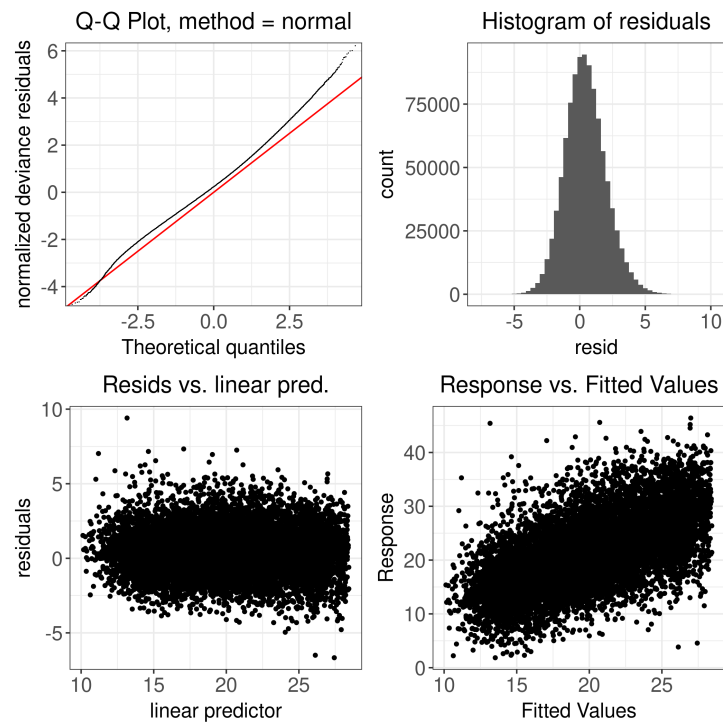 Q-Q Plot, method = normal
normalized deviance residuals
6
4
2
0
-2
-4
-2.5 0.0 2.5
Theoretical quantiles
Histogram of residuals
count
75000
50000
25000
0
-5 0 5 10
resid
Resids vs. linear pred.
residuals
10
5
0
-5
10 15 20 25
linear predictor
Response vs. Fitted Values
Response
40
30
20
10
0
10 15 20 25
Fitted Values